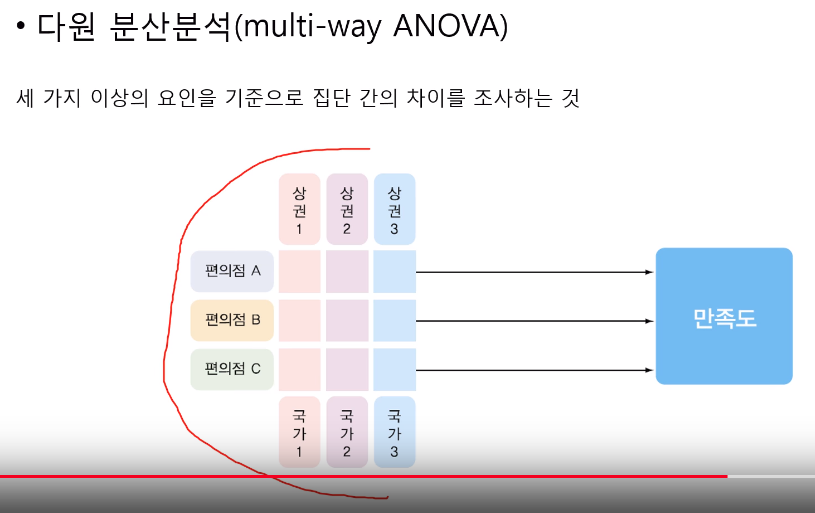 • 다원 분산분석(multi-way ANOVA)
세 가지 이상의 요인을 기준으로 집단 간의 차이를 조사하는 것
상권1
상권2
상권3
편의점 A
편의점 B
편의점 C
만족도
국가1
국가2
국가3